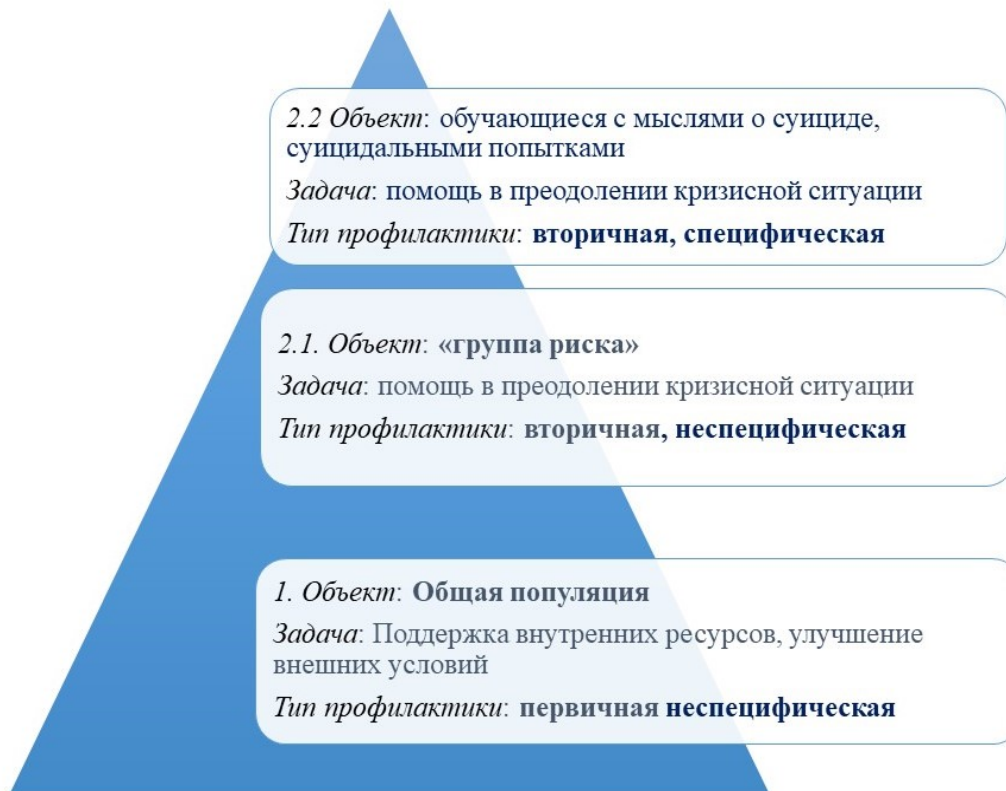 2.2 Объект: обучающиеся с мыслями о суициде,
суицидальными попытками
Задача: помощь в преодолении кризисной ситуации
Тип профилактики: вторичная, специфическая
2.1. Объект: «группа риска»
Задача: помощь в преодолении кризисной ситуации
Тип профилактики: вторичная, неспецифическая
1. Объект: Общая популяция
Задача: Поддержка внутренних ресурсов, улучшение
внешних условий
Тип профилактики: первичная неспецифическая